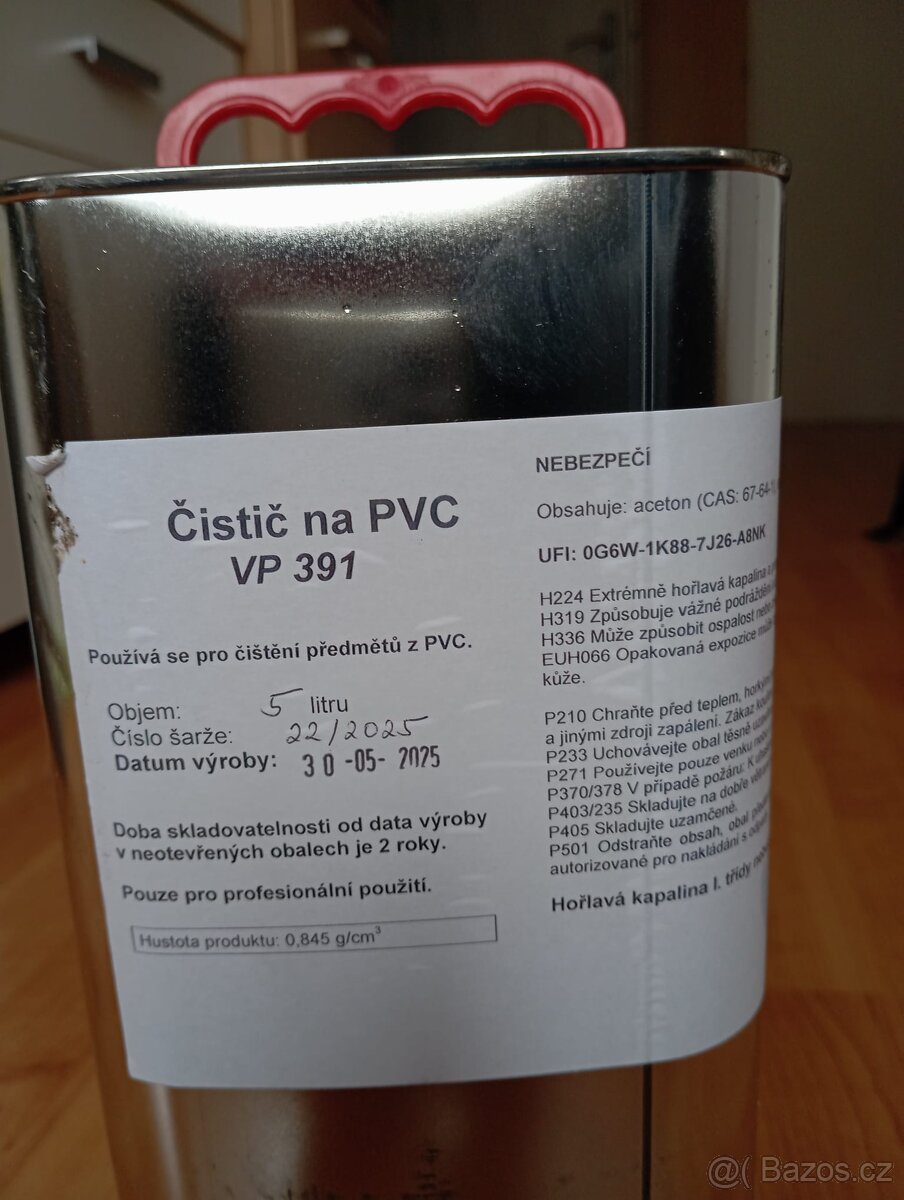 Čistič na PVC
VP 391
Používá se pro čištění předmětů z PVC.
Objem: 5 litru
Číslo šarže: 22/2025
Datum výroby: 30-05-2025
Doba skladovatelnosti od data výroby
v neotevřených obalech je 2 roky.
Pouze pro profesionální použití.
Hustota produktu: 0,845 g/cm³
NEBEZPEČÍ
Obsahuje: aceton (CAS: 67-64-1),
UFI: 0G6W-1K88-7J26-A8NK
H224 Extrémně hořlavá kapalina a
H319 Způsobuje vážné podráždění
H336 Může způsobit ospalost nebo
EUH066 Opakovaná expozice může
kůže.
P210 Chraňte před teplem, horkými
a jinými zdroji zapálení. Zákaz
P233 Uchovávejte obal těsně
P271 Používejte pouze venku nebo
P370/378 V případě požáru: K
P403/235 Skladujte na dobře
P405 Skladujte uzamčené.
P501 Odstraňte obsah, obal
autorizované pro nakládání s
Hořlavá kapalina I. třídy
@( Bazos.cz